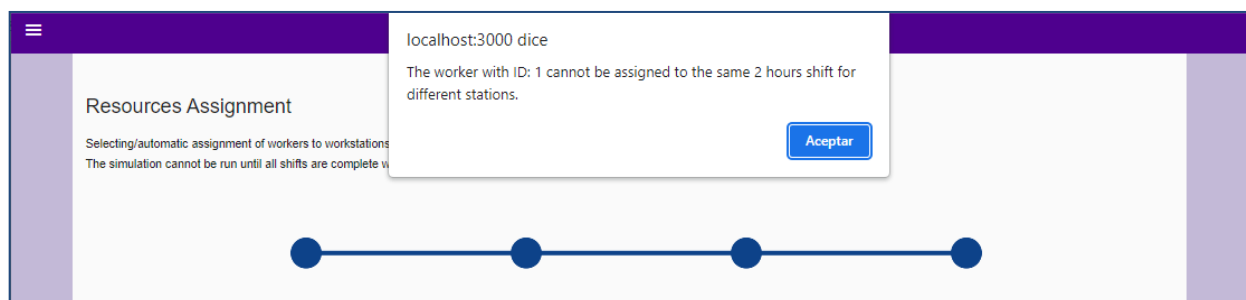 localhost:3000 dice
The worker with ID: 1 cannot be assigned to the same 2 hours shift for
different stations.
Aceptar
Resources Assignment
Selecting/automatic assignment of workers to workstations
The simulation cannot be run until all shifts are complete